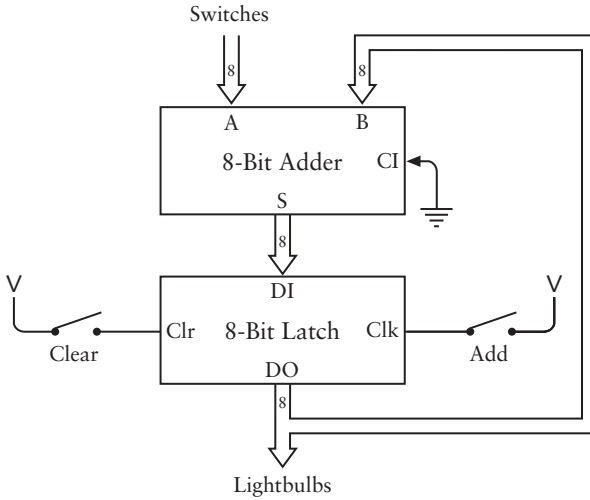 Switches
8
8
A
B
8-Bit Adder
CI
S
8
V
V
DI
Clr
8-Bit Latch
Clk
Clear
Add
DO
8
Lightbulbs